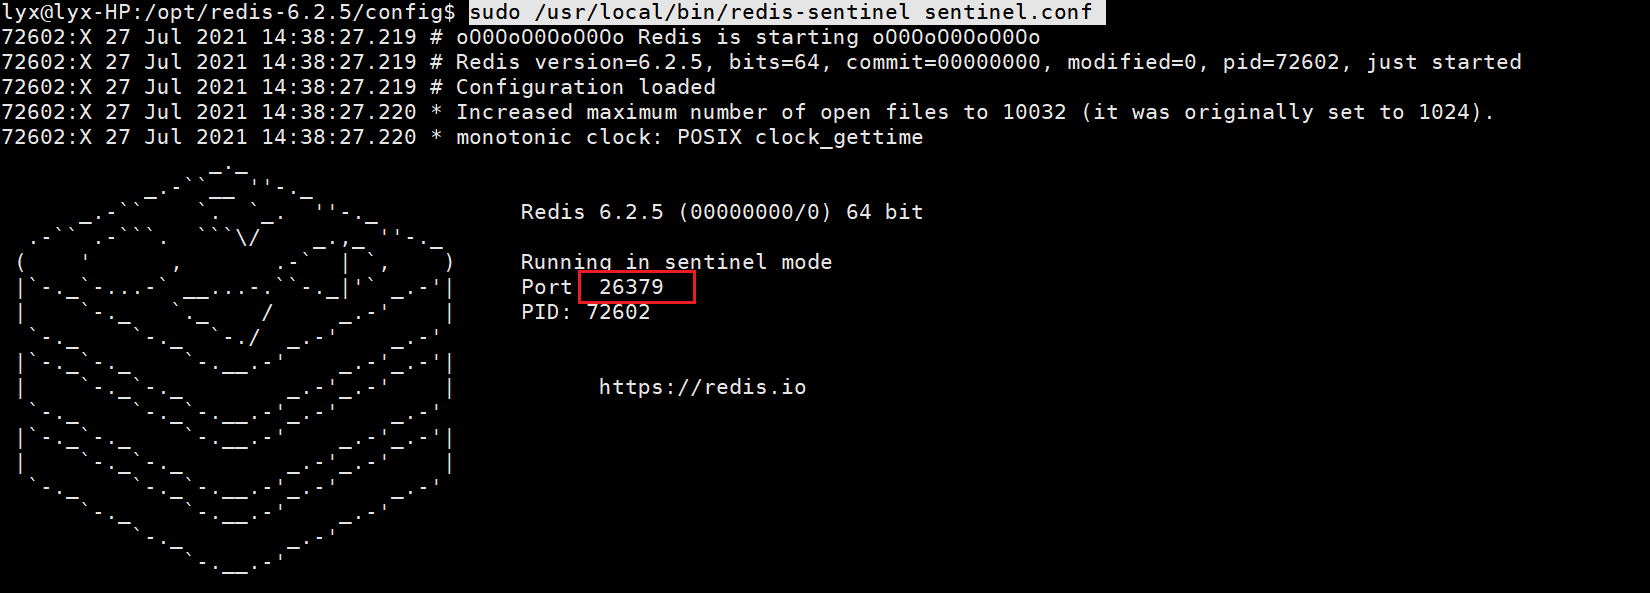 lyx@lyx-HP:/opt/redis-6.2.5/config$ sudo /usr/local/bin/redis-sentinel sentinel.conf
72602:X 27 Jul 2021 14:38:27.219 # oO0OoO0OoO0Oo Redis is starting oO0OoO0OoO0Oo
72602:X 27 Jul 2021 14:38:27.219 # Redis version=6.2.5, bits=64, commit=00000000, modified=0, pid=72602, just started
72602:X 27 Jul 2021 14:38:27.219 # Configuration loaded
72602:X 27 Jul 2021 14:38:27.220 * Increased maximum number of open files to 10032 (it was originally set to 1024).
72602:X 27 Jul 2021 14:38:27.220 * monotonic clock: POSIX clock_gettime
Redis 6.2.5 (00000000/0) 64 bit
Running in sentinel mode
Port 26379
PID: 72602
https://redis.io